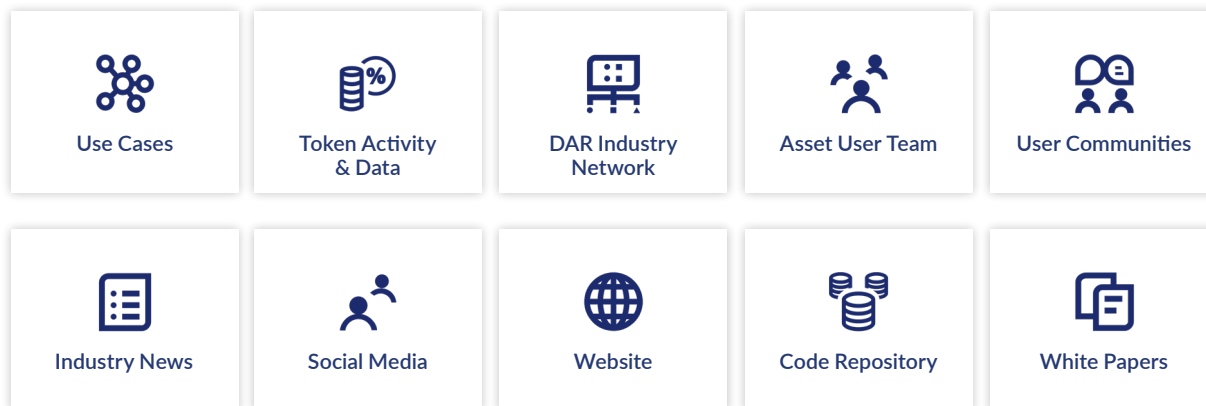 Use Cases
Token Activity
& Data
DAR Industry
Network
Asset User Team
User Communities
Industry News
Social Media
Website
Code Repository
White Papers